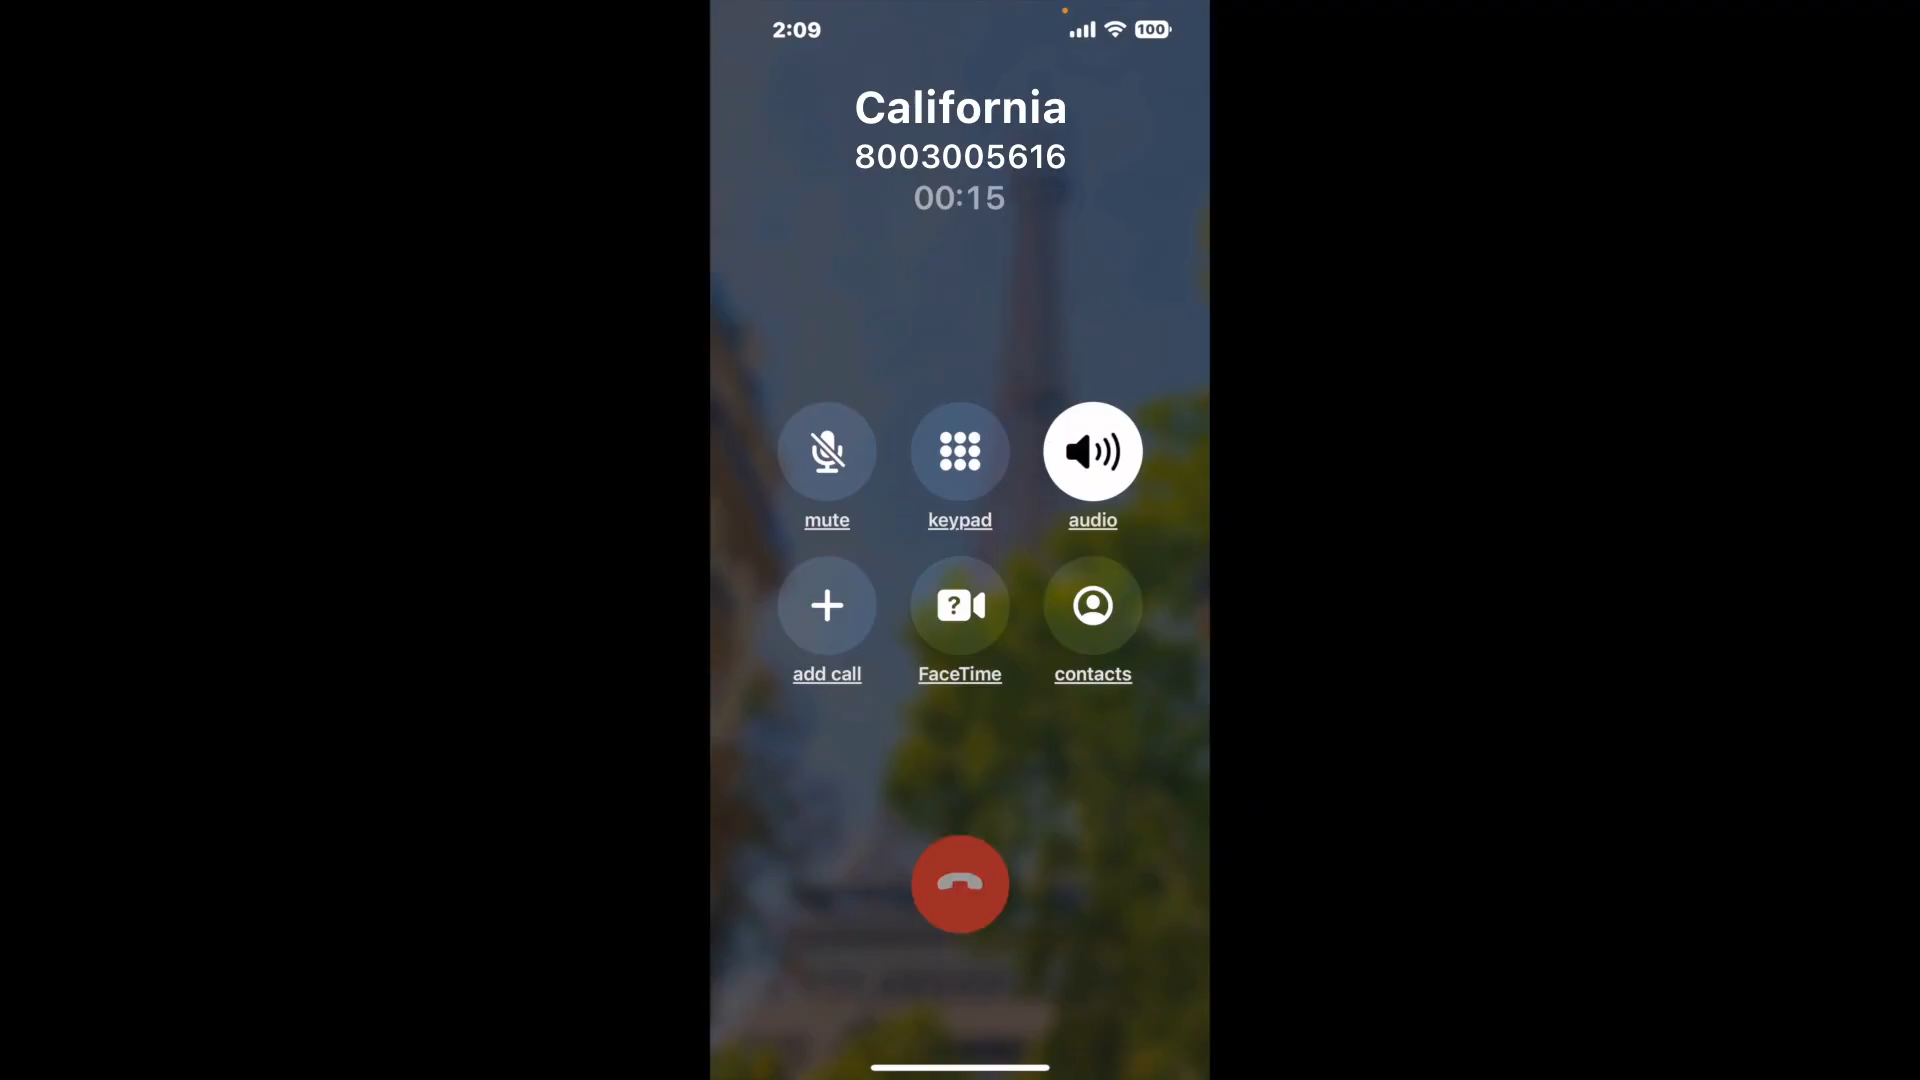 2:09
100
California
8003005616
00:15
mute
keypad
audio
?
add call
FaceTime
contacts